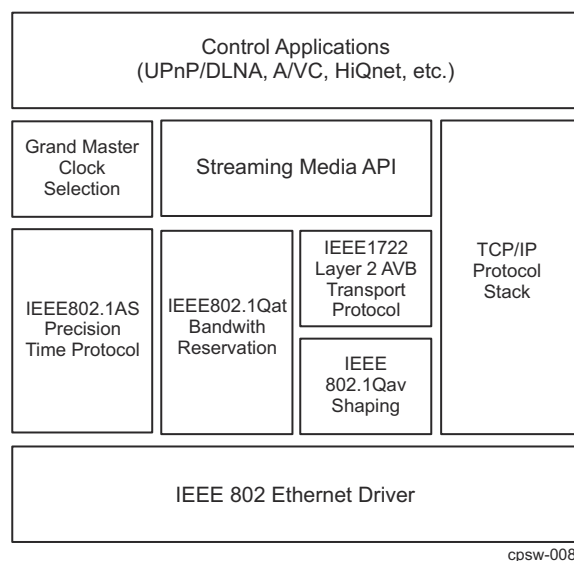 Control Applications
(UPnP/DLNA, A/VC, HiQnet, etc.)
Grand Master
Clock
Selection
Streaming Media API
TCP/IP
Protocol
Stack
IEEE802.1AS
Precision
Time Protocol
IEEE802.1Qat
Bandwith
Reservation
IEEE1722
Layer 2 AVB
Transport
Protocol
IEEE
802.1Qav
Shaping
IEEE 802 Ethernet Driver
cpsw-008